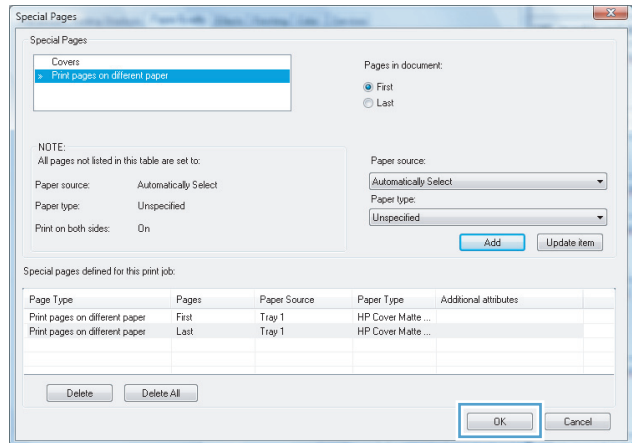 Special Pages
Special Pages
Covers
» Print pages on different paper
Pages in document:
First
Last
NOTE:
All pages not listed in this table are set to:
Paper source: Automatically Select
Paper type: Unspecified
Print on both sides: On
Paper source:
Automatically Select
Paper type:
Unspecified
Add Update item
Special pages defined for this print job:
Page Type Pages Paper Source Paper Type Additional attributes
Print pages on different paper First Tray 1 HP Cover Matte ...
Print pages on different paper Last Tray 1 HP Cover Matte ...
Delete Delete All
OK Cancel